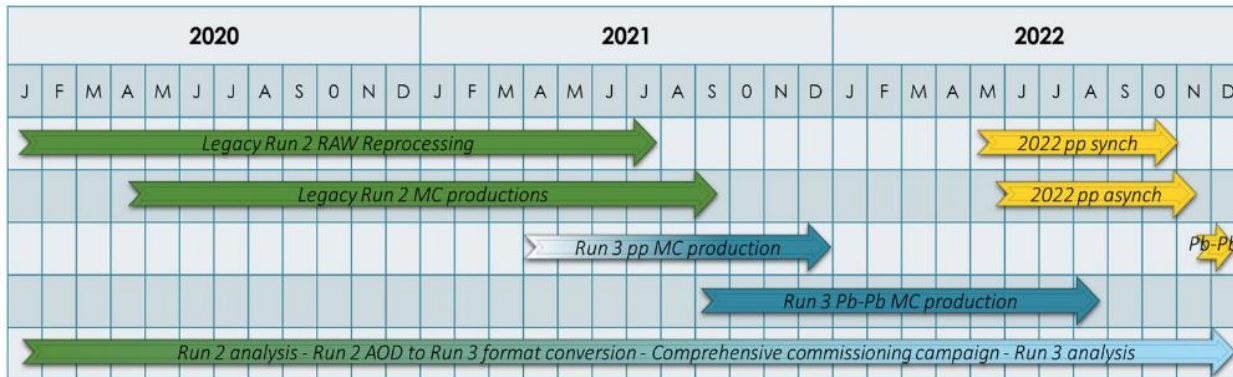 2020 2021 2022
J F M A M J J A S O N D J F M A M J J A S O N D J F M A M J J A S O N D
Legacy Run 2 RAW Reprocessing 2022 pp synch
Legacy Run 2 MC productions 2022 pp asynch
Run 3 pp MC production Pb-Pb
Run 3 Pb-Pb MC production
Run 2 analysis - Run 2 AOD to Run 3 format conversion - Comprehensive commissioning campaign - Run 3 analysis